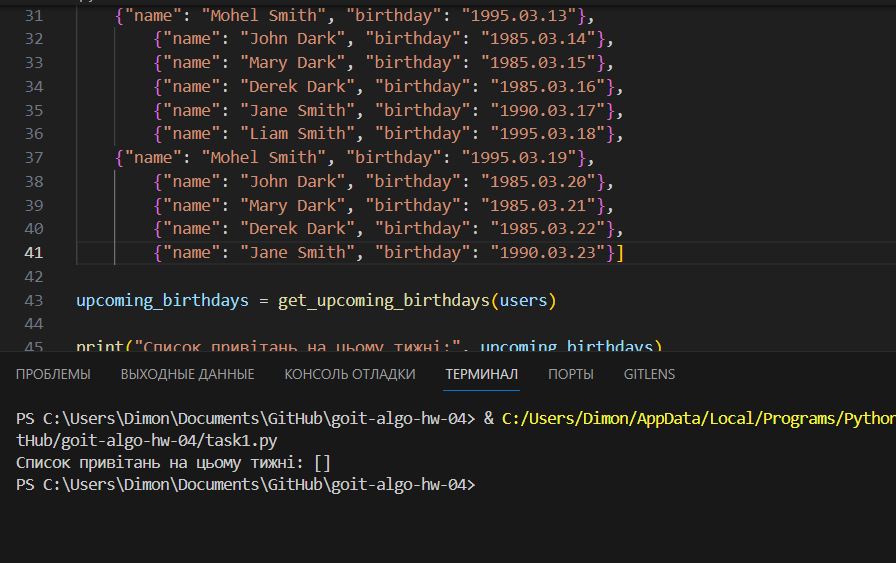 31 {"name": "Mohel Smith", "birthday": "1995.03.13"},
32 {"name": "John Dark", "birthday": "1985.03.14"},
33 {"name": "Mary Dark", "birthday": "1985.03.15"},
34 {"name": "Derek Dark", "birthday": "1985.03.16"},
35 {"name": "Jane Smith", "birthday": "1990.03.17"},
36 {"name": "Liam Smith", "birthday": "1995.03.18"},
37 {"name": "Mohel Smith", "birthday": "1995.03.19"},
38 {"name": "John Dark", "birthday": "1985.03.20"},
39 {"name": "Mary Dark", "birthday": "1985.03.21"},
40 {"name": "Derek Dark", "birthday": "1985.03.22"},
41 {"name": "Jane Smith", "birthday": "1990.03.23"}]
42
43 upcoming_birthdays = get_upcoming_birthdays(users)
44
45 print("Список привітань на цьому тижні:", upcoming_birthdays)
ПРОБЛЕМЫ ВЫХОДНЫЕ ДАННЫЕ КОНСОЛЬ ОТЛАДКИ ТЕРМИНАЛ ПОРТЫ GITLENS
PS C:\Users\Dimon\Documents\GitHub\goit-algo-hw-04> & C:/Users/Dimon/AppData/Local/Programs/Python
tHub/goit-algo-hw-04/task1.py
Список привітань на цьому тижні: []
PS C:\Users\Dimon\Documents\GitHub\goit-algo-hw-04>